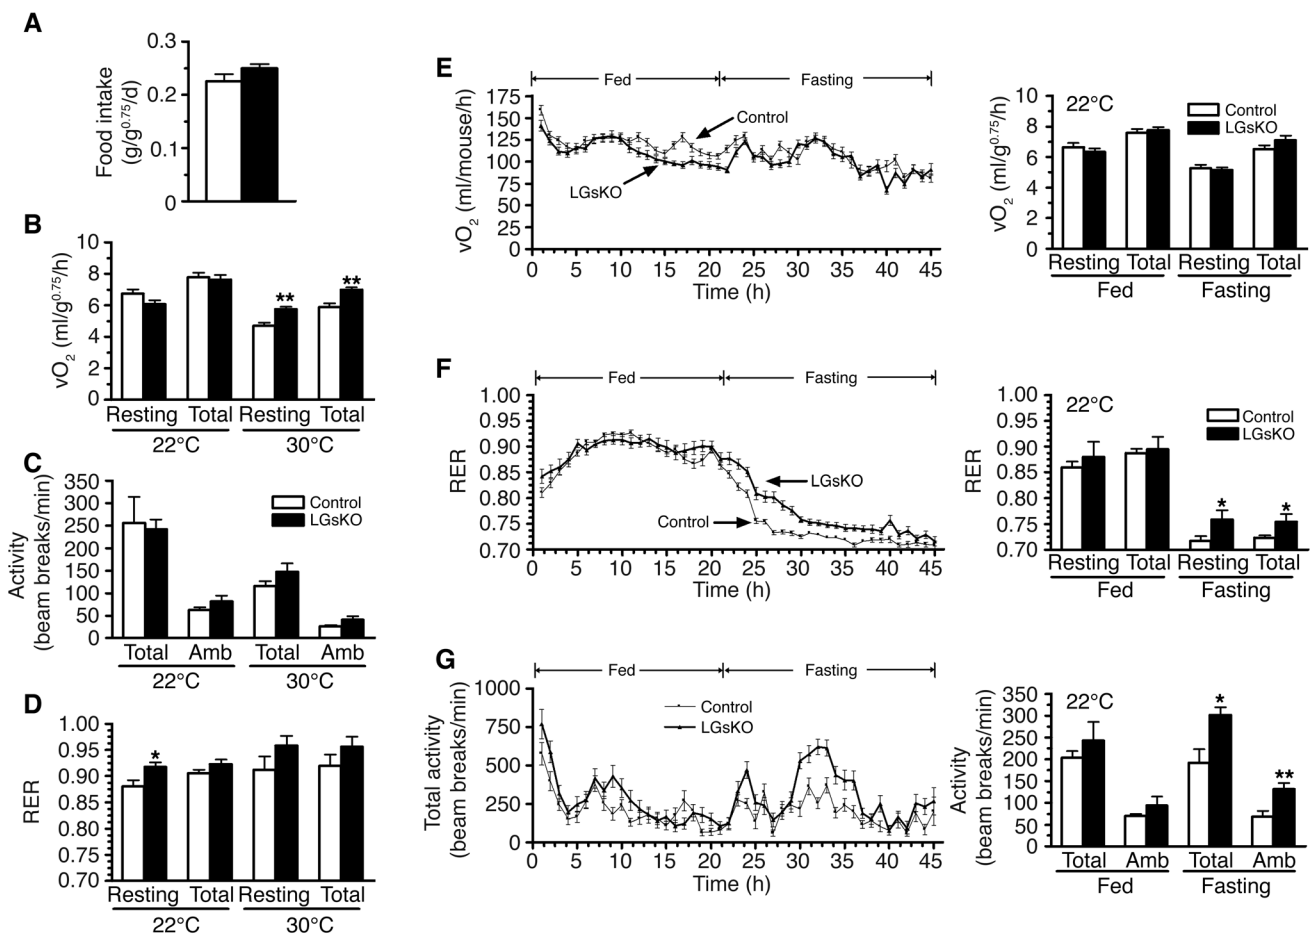 A
0.3
0.2
0.1
0
Food intake
(g/g0.75/d)
B
10
8
6
4
2
0
vO2 (ml/g0.75/h)
** **
Resting Total Resting Total
22°C 30°C
C
350
300
250
200
150
100
50
0
Activity
(beam breaks/min)
Control
LGsKO
Total Amb Total Amb
22°C 30°C
D
1.00
0.95
0.90
0.85
0.80
0.75
0.70
RER
*
Resting Total Resting Total
22°C 30°C
E
Fed Fasting
175
150
125
100
75
50
25
0
vO2 (ml/mouse/h)
Control
LGsKO
0 5 10 15 20 25 30 35 40 45
Time (h)
10
8
6
4
2
0
vO2 (ml/g0.75/h)
22°C
Control
LGsKO
Resting Total Resting Total
Fed Fasting
F
Fed Fasting
1.00
0.95
0.90
0.85
0.80
0.75
0.70
RER
LGsKO
Control
0 5 10 15 20 25 30 35 40 45
Time (h)
1.00
0.95
0.90
0.85
0.80
0.75
0.70
RER
22°C
Control
LGsKO
* *
Resting Total Resting Total
Fed Fasting
G
Fed Fasting
1000
750
500
250
0
Total activity
(beam breaks/min)
Control
LGsKO
0 5 10 15 20 25 30 35 40 45
Time (h)
350
300
250
200
150
100
50
0
Activity
(beam breaks/min)
22°C
*
**
Total Amb Total Amb
Fed Fasting